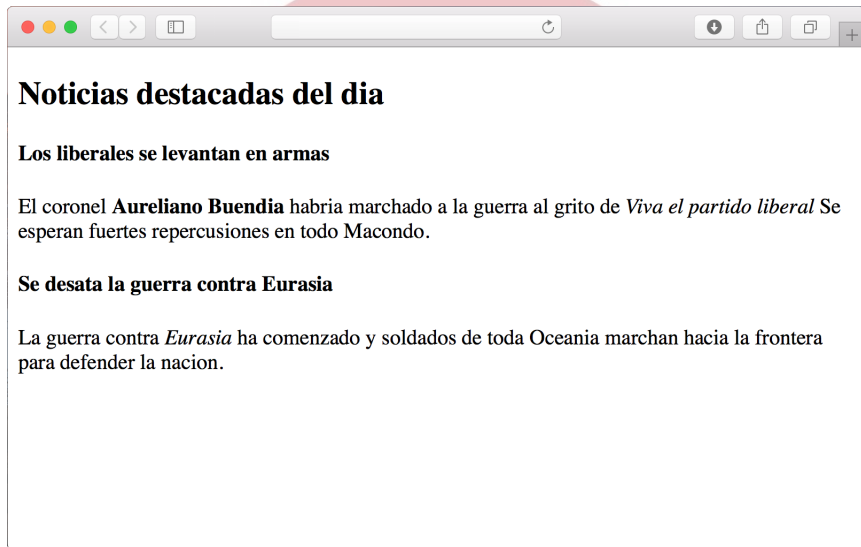 Noticias destacadas del dia
Los liberales se levantan en armas
El coronel Aureliano Buendia habria marchado a la guerra al grito de Viva el partido liberal Se
esperan fuertes repercusiones en todo Macondo.
Se desata la guerra contra Eurasia
La guerra contra Eurasia ha comenzado y soldados de toda Oceania marchan hacia la frontera
para defender la nacion.